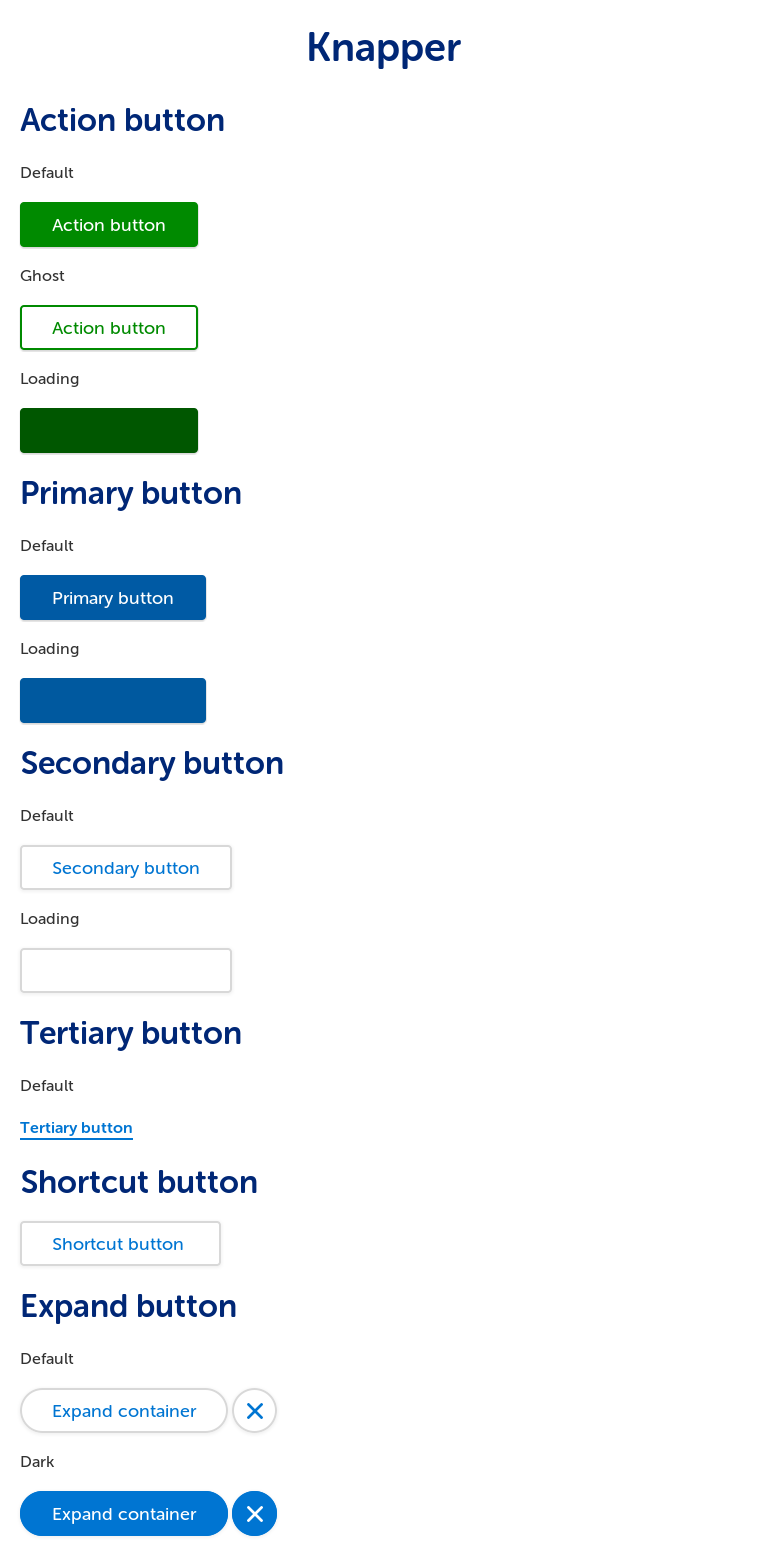 Knapper
Action button
Default
Action button
Ghost
Action button
Loading
Primary button
Default
Primary button
Loading
Secondary button
Default
Secondary button
Loading
Tertiary button
Default
Tertiary button
Shortcut button
Shortcut button
Expand button
Default
Expand container
Dark
Expand container